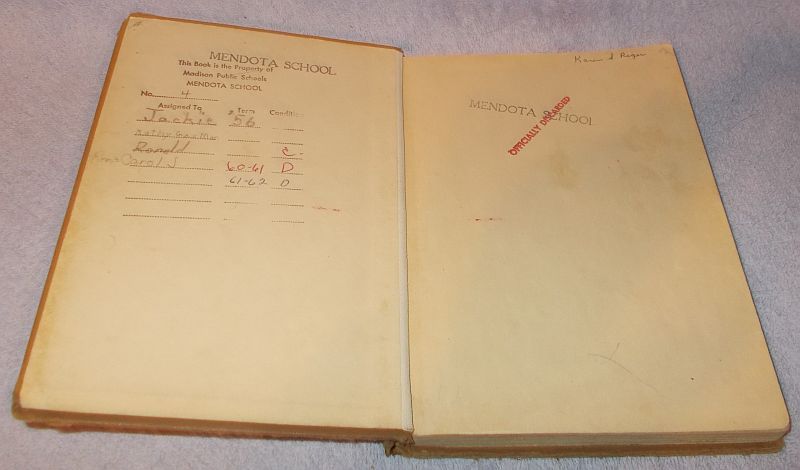 MENDOTA SCHOOL
This Book is the Property of
Madison Public Schools
MENDOTA SCHOOL
No. 4
Assigned To Term Condition
Jackie 56
Ronald C-
Carol J 60-61 D
61-62 D
Karen
MENDOTA SCHOOL
OFFICIALLY DISCARDED